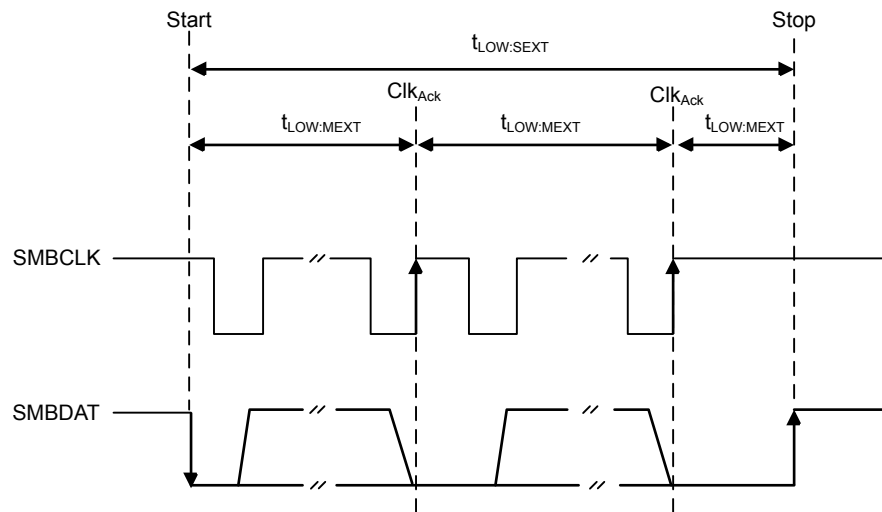 Start
Stop
tLOW:SEXT
ClkAck
ClkAck
tLOW:MEXT
tLOW:MEXT
tLOW:MEXT
SMBCLK
SMBDAT